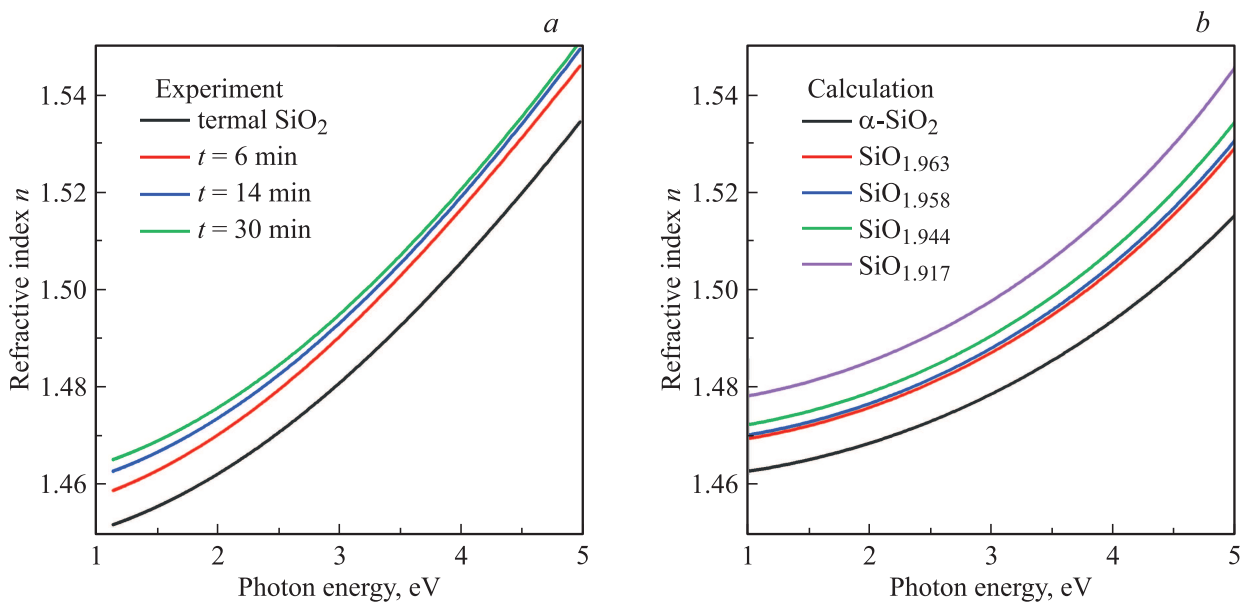 a
Refractive index n
1.54
1.52
1.50
1.48
1.46
Experiment
termal SiO₂
t = 6 min
t = 14 min
t = 30 min
1 2 3 4 5
Photon energy, eV
b
Refractive index n
1.54
1.52
1.50
1.48
1.46
Calculation
α-SiO₂
SiO₁.₉₆₃
SiO₁.₉₅₈
SiO₁.₉₄₄
SiO₁.₉₁₇
1 2 3 4 5
Photon energy, eV